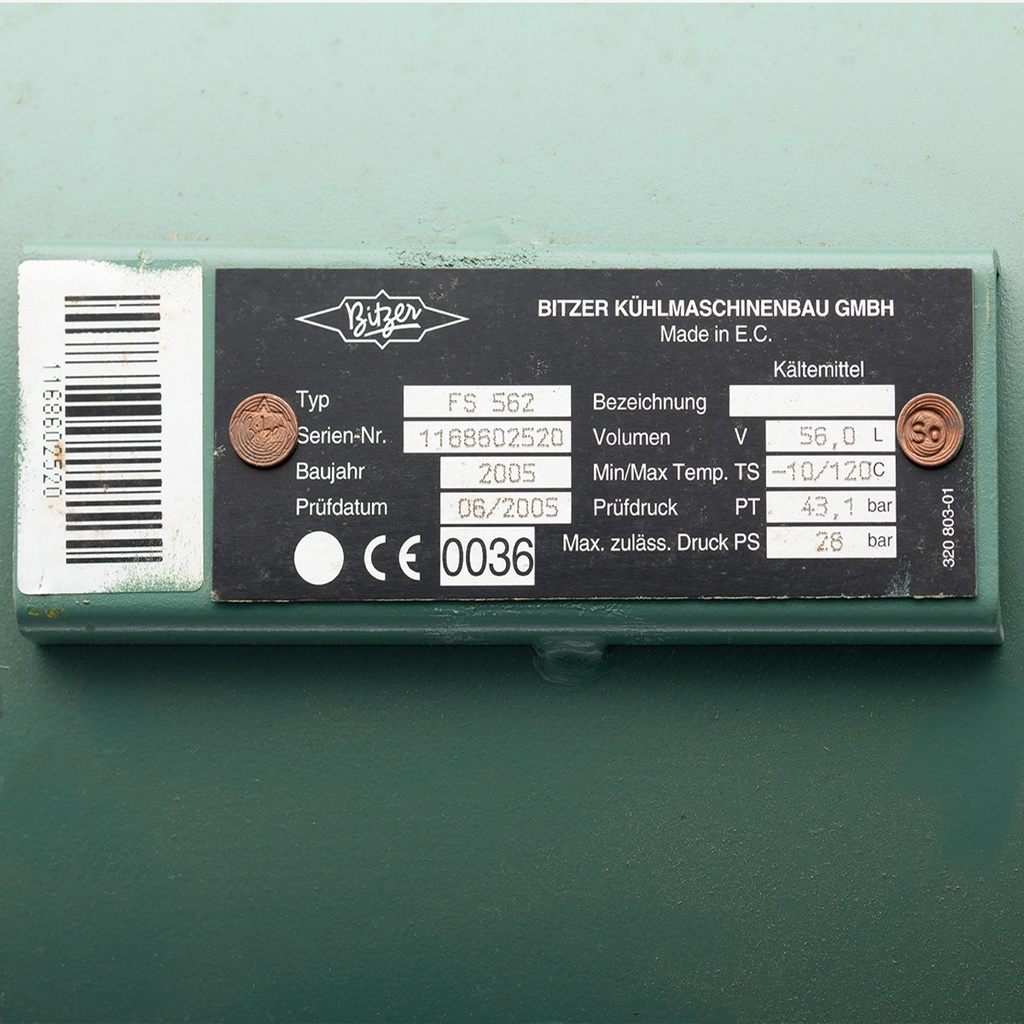 1168602520
Bitzer
BITZER KÜHLMASCHINENBAU GMBH
Made in E.C.
Kältemittel
Typ FS 562
Bezeichnung
Serien-Nr. 1168602520
Volumen V 56,0 L
Baujahr 2005
Min/Max Temp. TS -10/120°C
Prüfdatum 06/2005
Prüfdruck PT 43,1 bar
CE 0036
Max. zuläss. Druck PS 28 bar
So
320 803-01